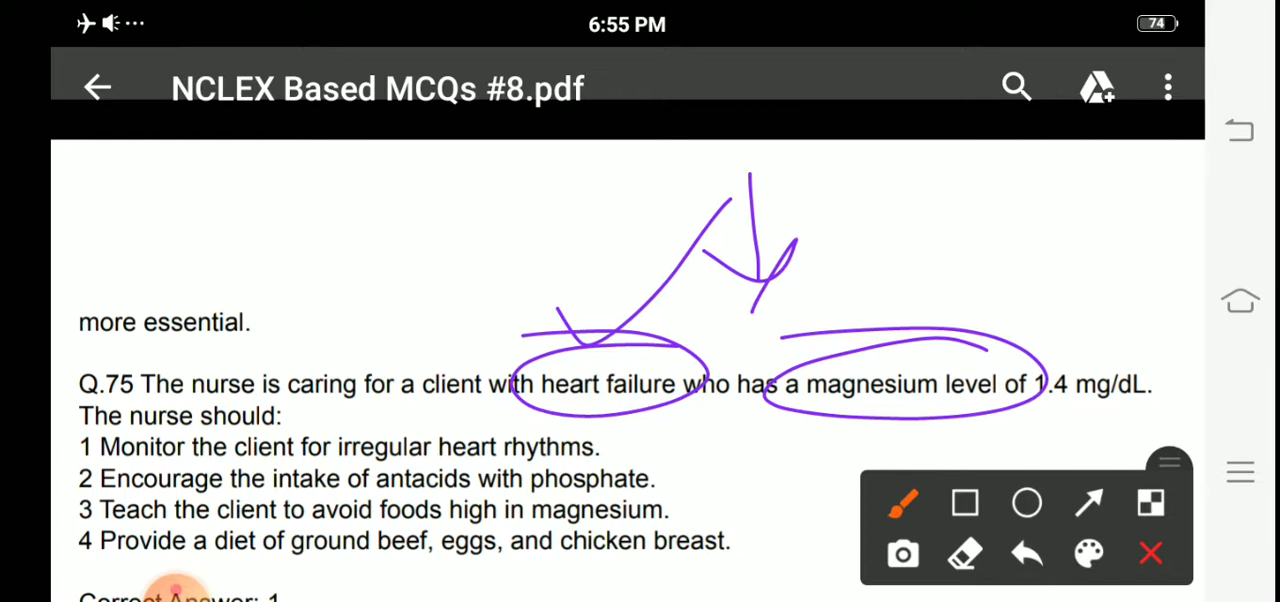 6:55 PM
74
NCLEX Based MCQs #8.pdf
more essential.
Q.75 The nurse is caring for a client with heart failure who has a magnesium level of 1.4 mg/dL.
The nurse should:
1 Monitor the client for irregular heart rhythms.
2 Encourage the intake of antacids with phosphate.
3 Teach the client to avoid foods high in magnesium.
4 Provide a diet of ground beef, eggs, and chicken breast.
Correct Answer: 1